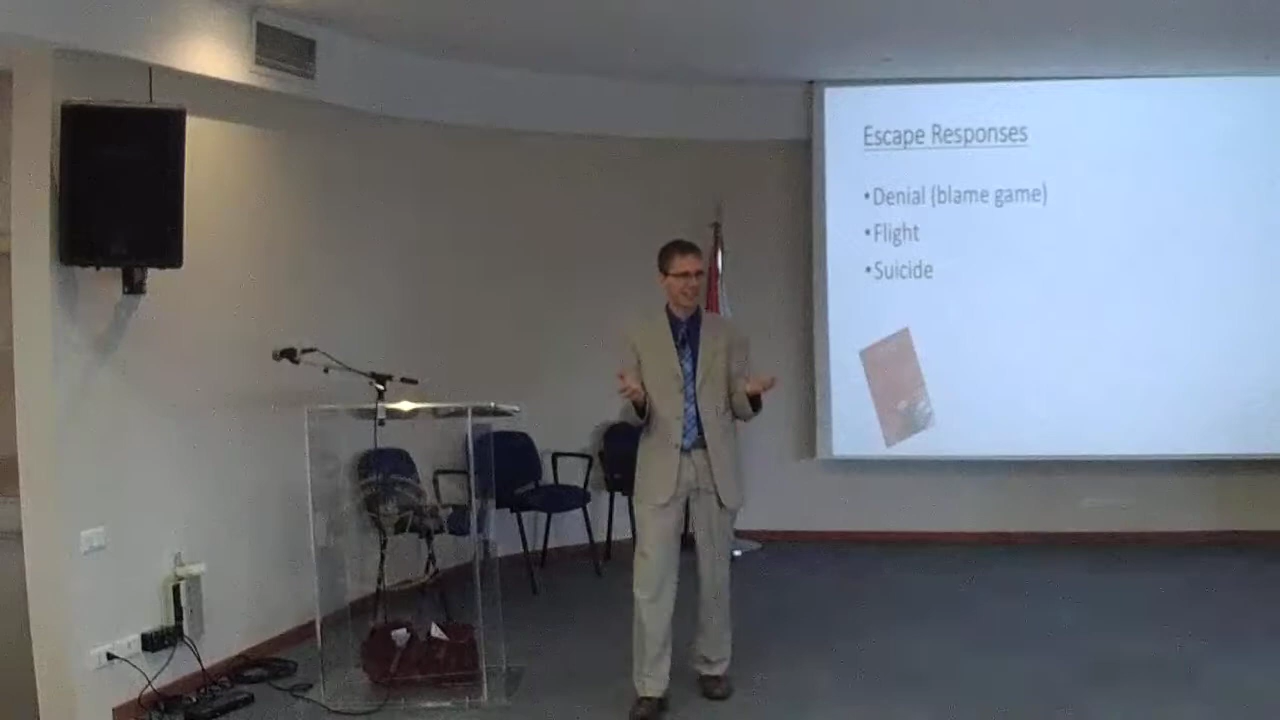 Escape Responses
•Denial (blame game)
•Flight
•Suicide